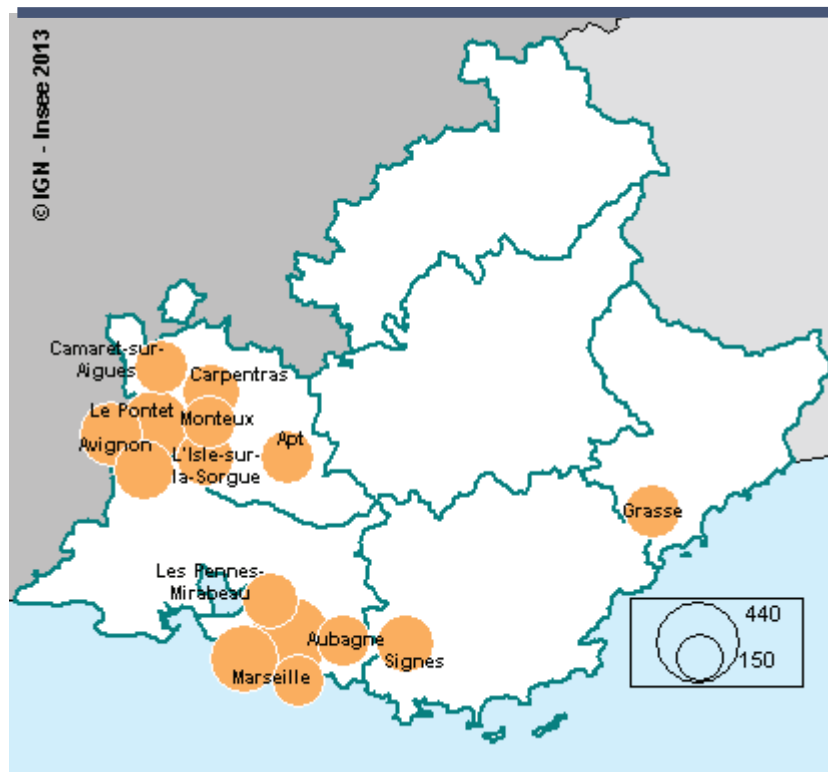 © IGN - Insee 2013
Camaret-sur-
Aigues
Carpentras
Le Pontet
Monteux
Avignon
Apt
L'Isle-sur-
la-Sorgue
Grasse
Les Pennes-
Mirabeau
Aubagne
Signes
Marseille
440
150